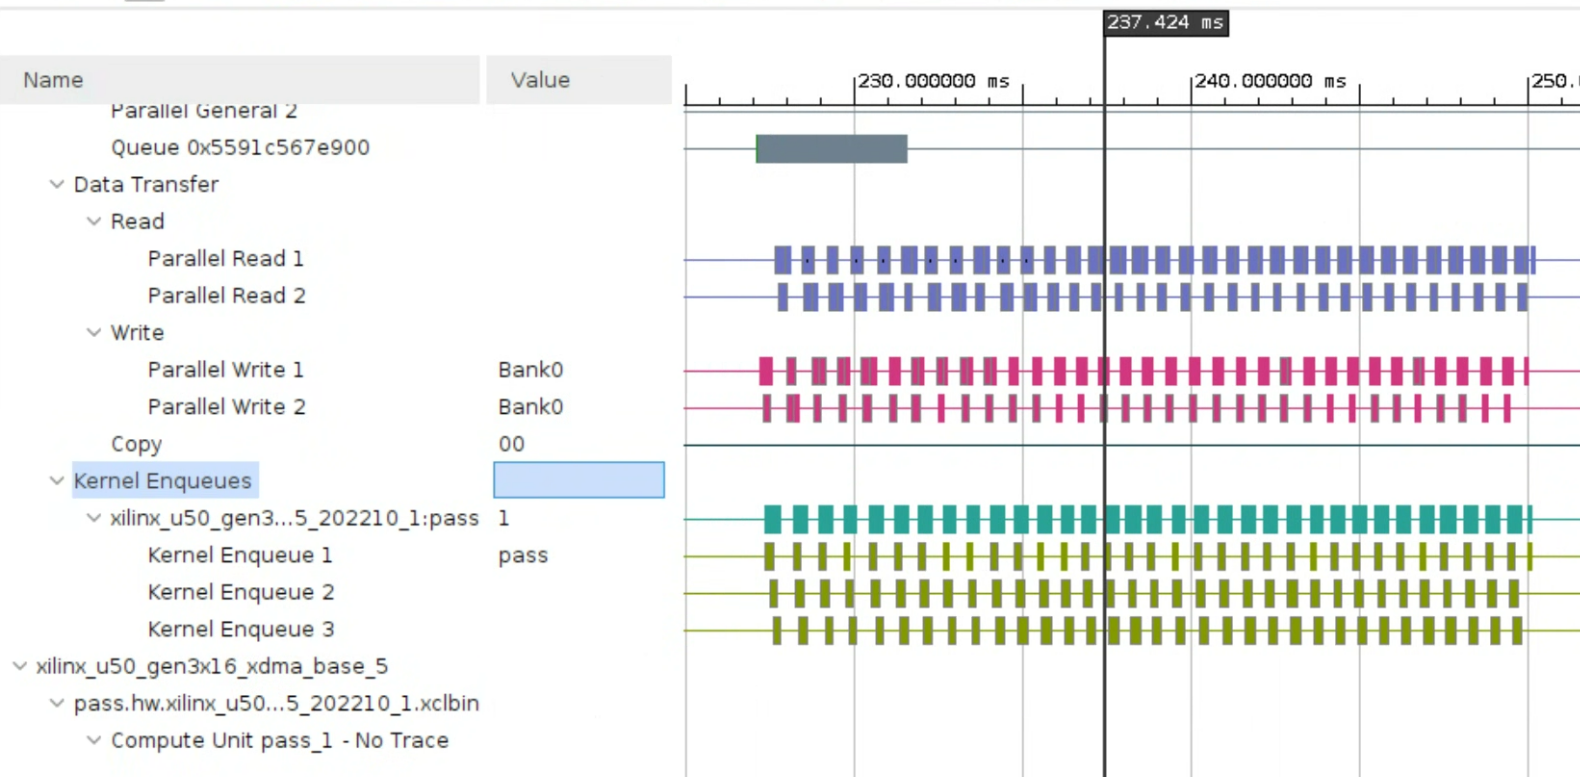 237.424 ms
Name Value 230.000000 ms 240.000000 ms 250.
Parallel General 2
Queue 0x5591c567e900
Data Transfer
Read
Parallel Read 1
Parallel Read 2
Write
Parallel Write 1 Bank0
Parallel Write 2 Bank0
Copy 00
Kernel Enqueues
xilinx_u50_gen3...5_202210_1:pass 1
Kernel Enqueue 1 pass
Kernel Enqueue 2
Kernel Enqueue 3
xilinx_u50_gen3x16_xdma_base_5
pass.hw.xilinx_u50...5_202210_1.xclbin
Compute Unit pass_1 - No Trace